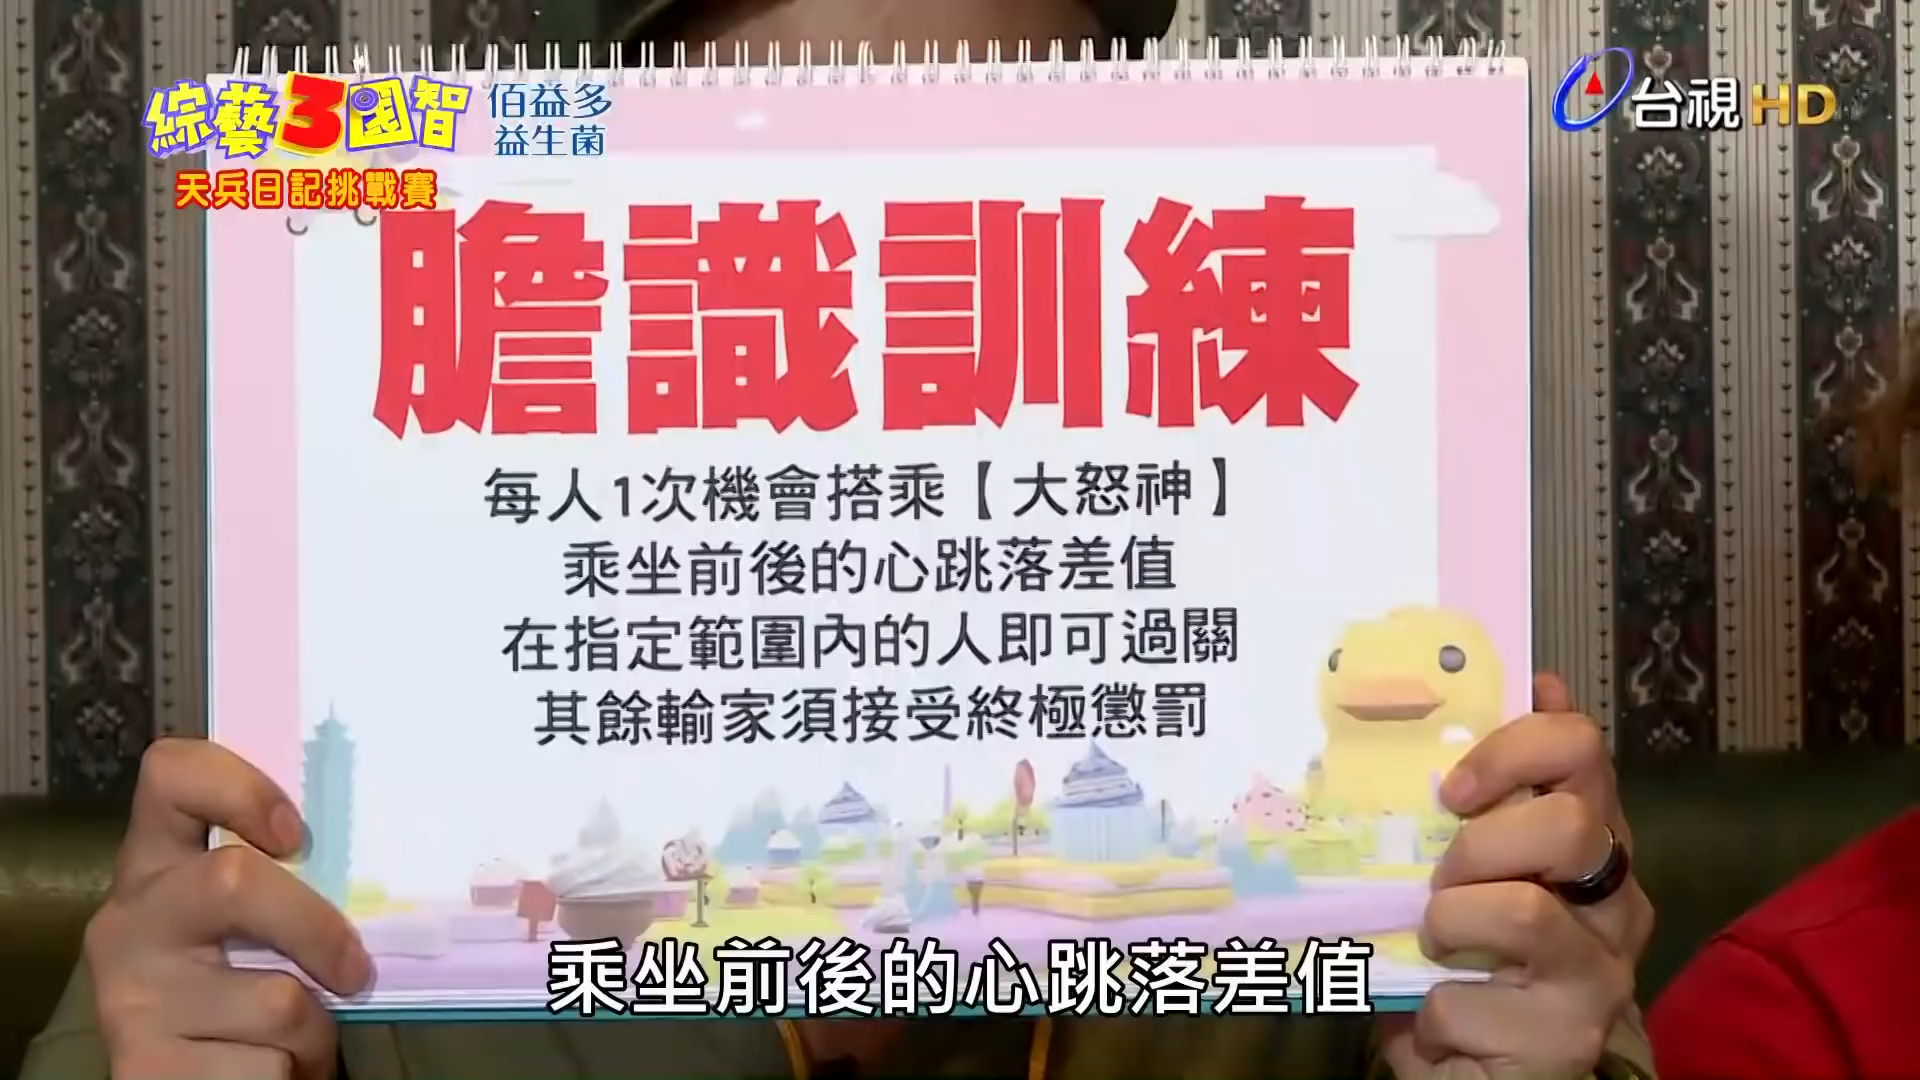 綜藝3國智
天兵日記挑戰賽
佰益多
益生菌
台視HD
膽識訓練
每人1次機會搭乘【大怒神】
乘坐前後的心跳落差值
在指定範圍內的人即可過關
其餘輸家須接受終極懲罰
乘坐前後的心跳落差值